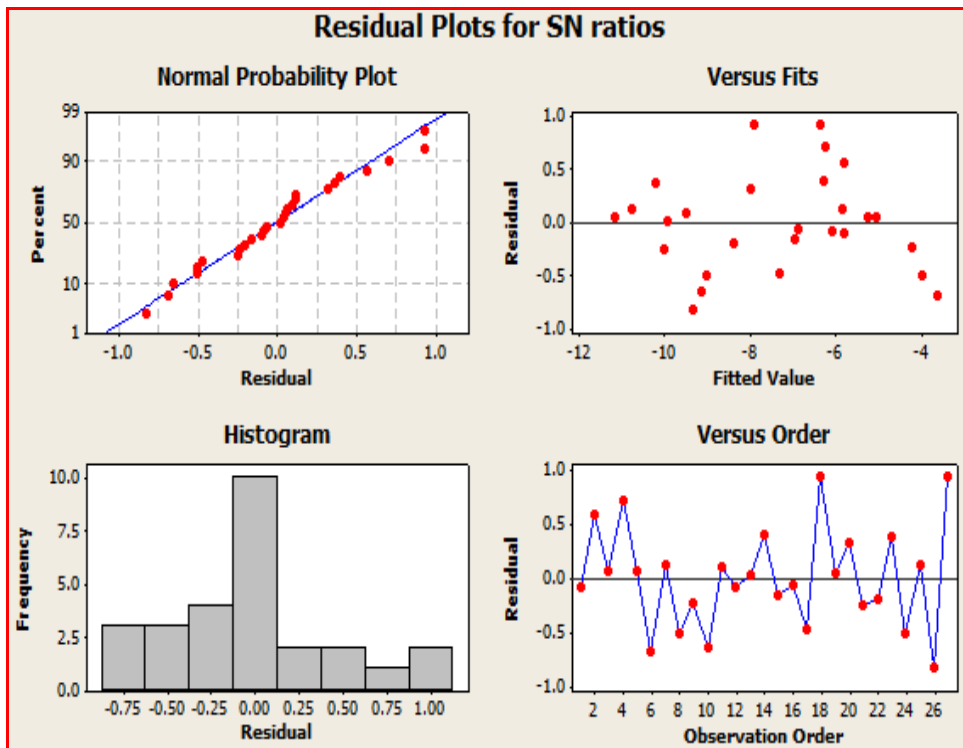 Residual Plots for SN ratios
Normal Probability Plot
Versus Fits
99
90
50
10
1
Percent
-1.0 -0.5 0.0 0.5 1.0
Residual
1.0
0.5
0.0
-0.5
-1.0
Residual
-12 -10 -8 -6 -4
Fitted Value
Histogram
Versus Order
10.0
7.5
5.0
2.5
0.0
Frequency
-0.75 -0.50 -0.25 0.00 0.25 0.50 0.75 1.00
Residual
1.0
0.5
0.0
-0.5
-1.0
Residual
2 4 6 8 10 12 14 16 18 20 22 24 26
Observation Order